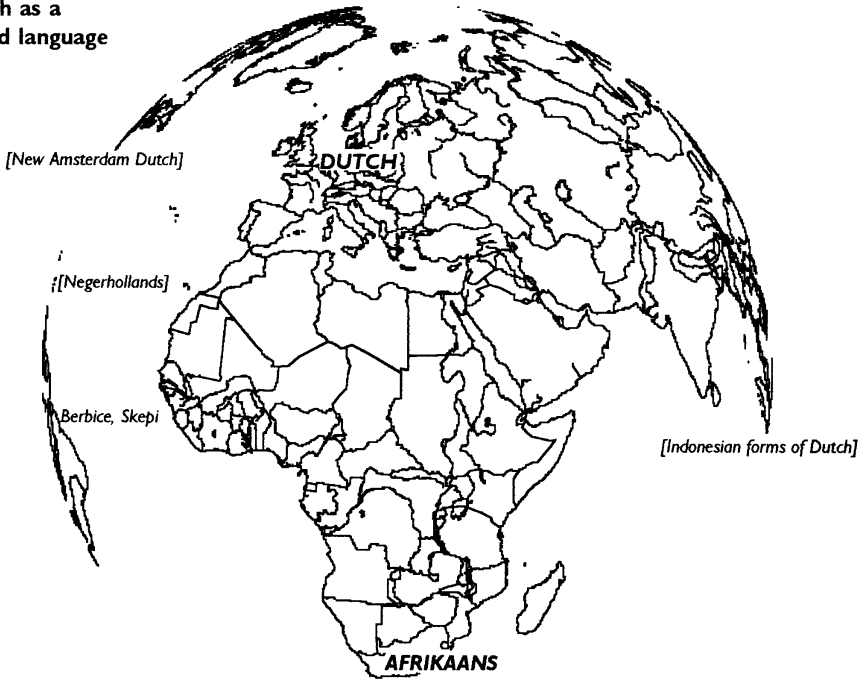 h as a
d language
[New Amsterdam Dutch]
DUTCH
[Negerhollands]
Berbice, Skepi
[Indonesian forms of Dutch]
AFRIKAANS